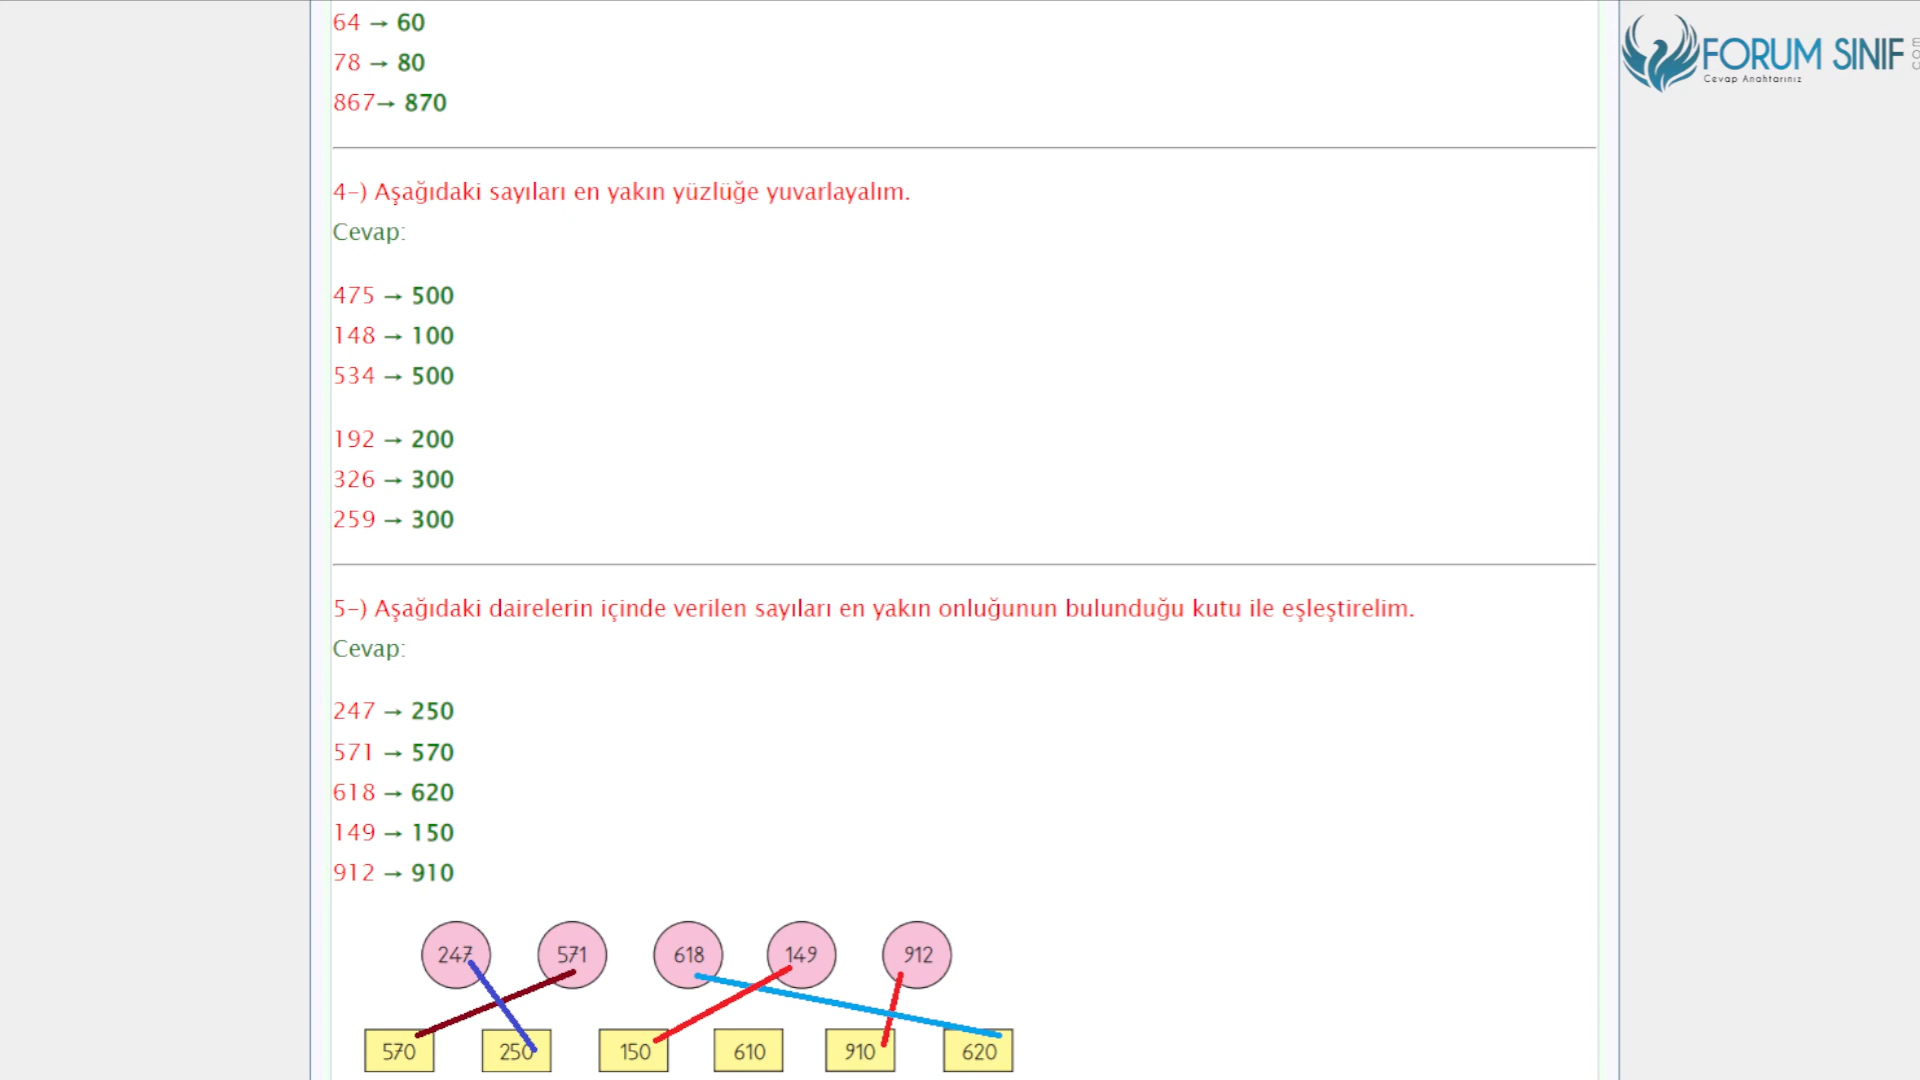 64 → 60
78 → 80
867→ 870
FORUM SINIF
Cevap Anahtarınız
4-) Aşağıdaki sayıları en yakın yüzlüğe yuvarlayalım.
Cevap:
475 → 500
148 → 100
534 → 500
192 → 200
326 → 300
259 → 300
5-) Aşağıdaki dairelerin içinde verilen sayıları en yakın onluğunun bulunduğu kutu ile eşleştirelim.
Cevap:
247 → 250
571 → 570
618 → 620
149 → 150
912 → 910
247 571 618 149 912
570 250 150 610 910 620